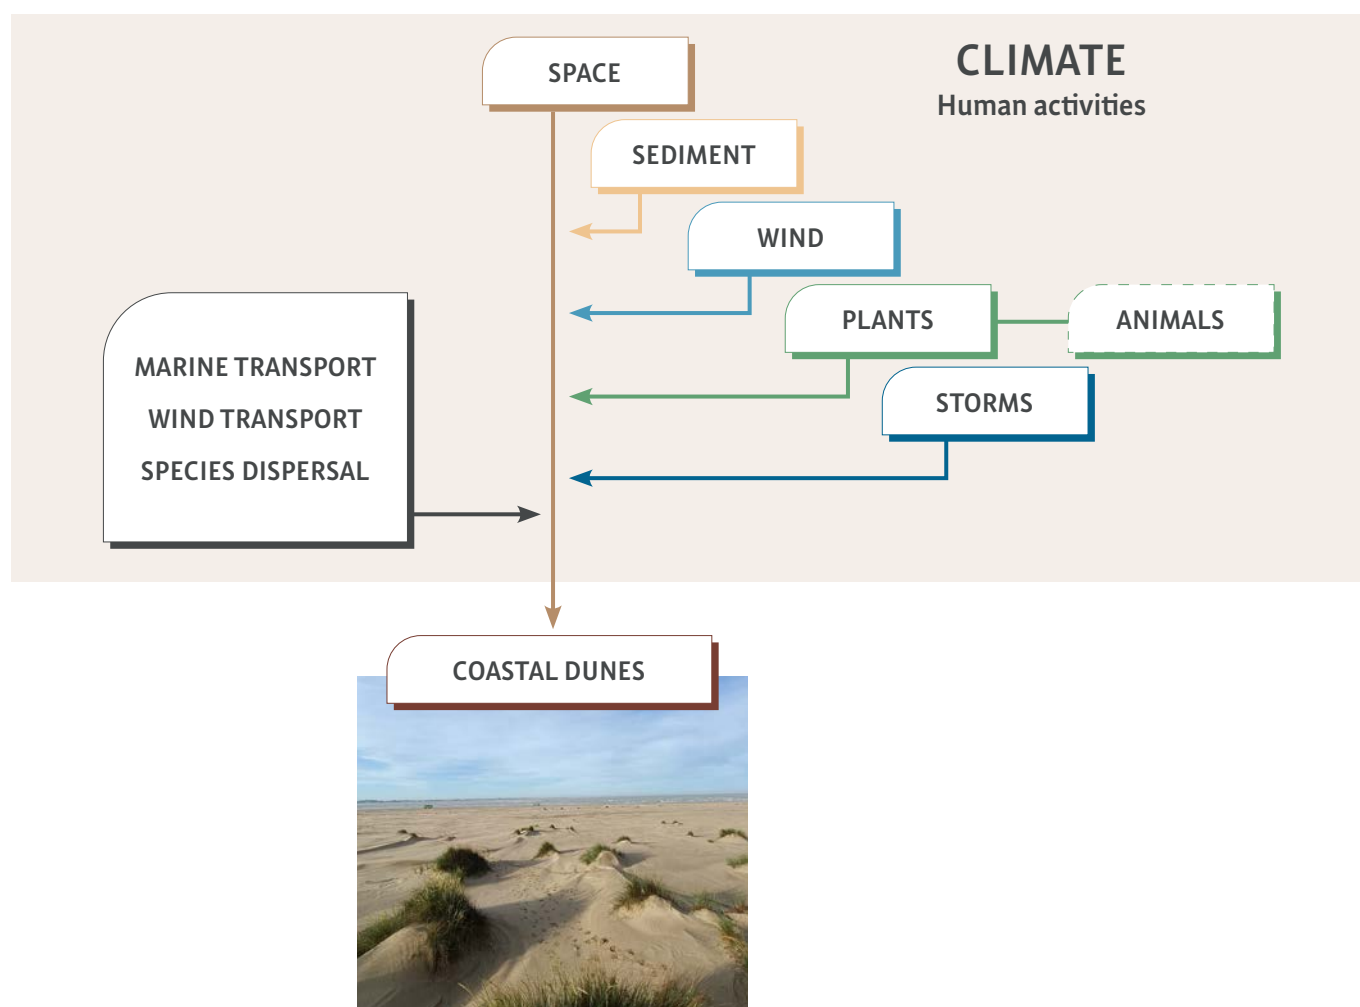 SPACE
CLIMATE
Human activities
SEDIMENT
WIND
PLANTS
ANIMALS
STORMS
MARINE TRANSPORT
WIND TRANSPORT
SPECIES DISPERSAL
COASTAL DUNES